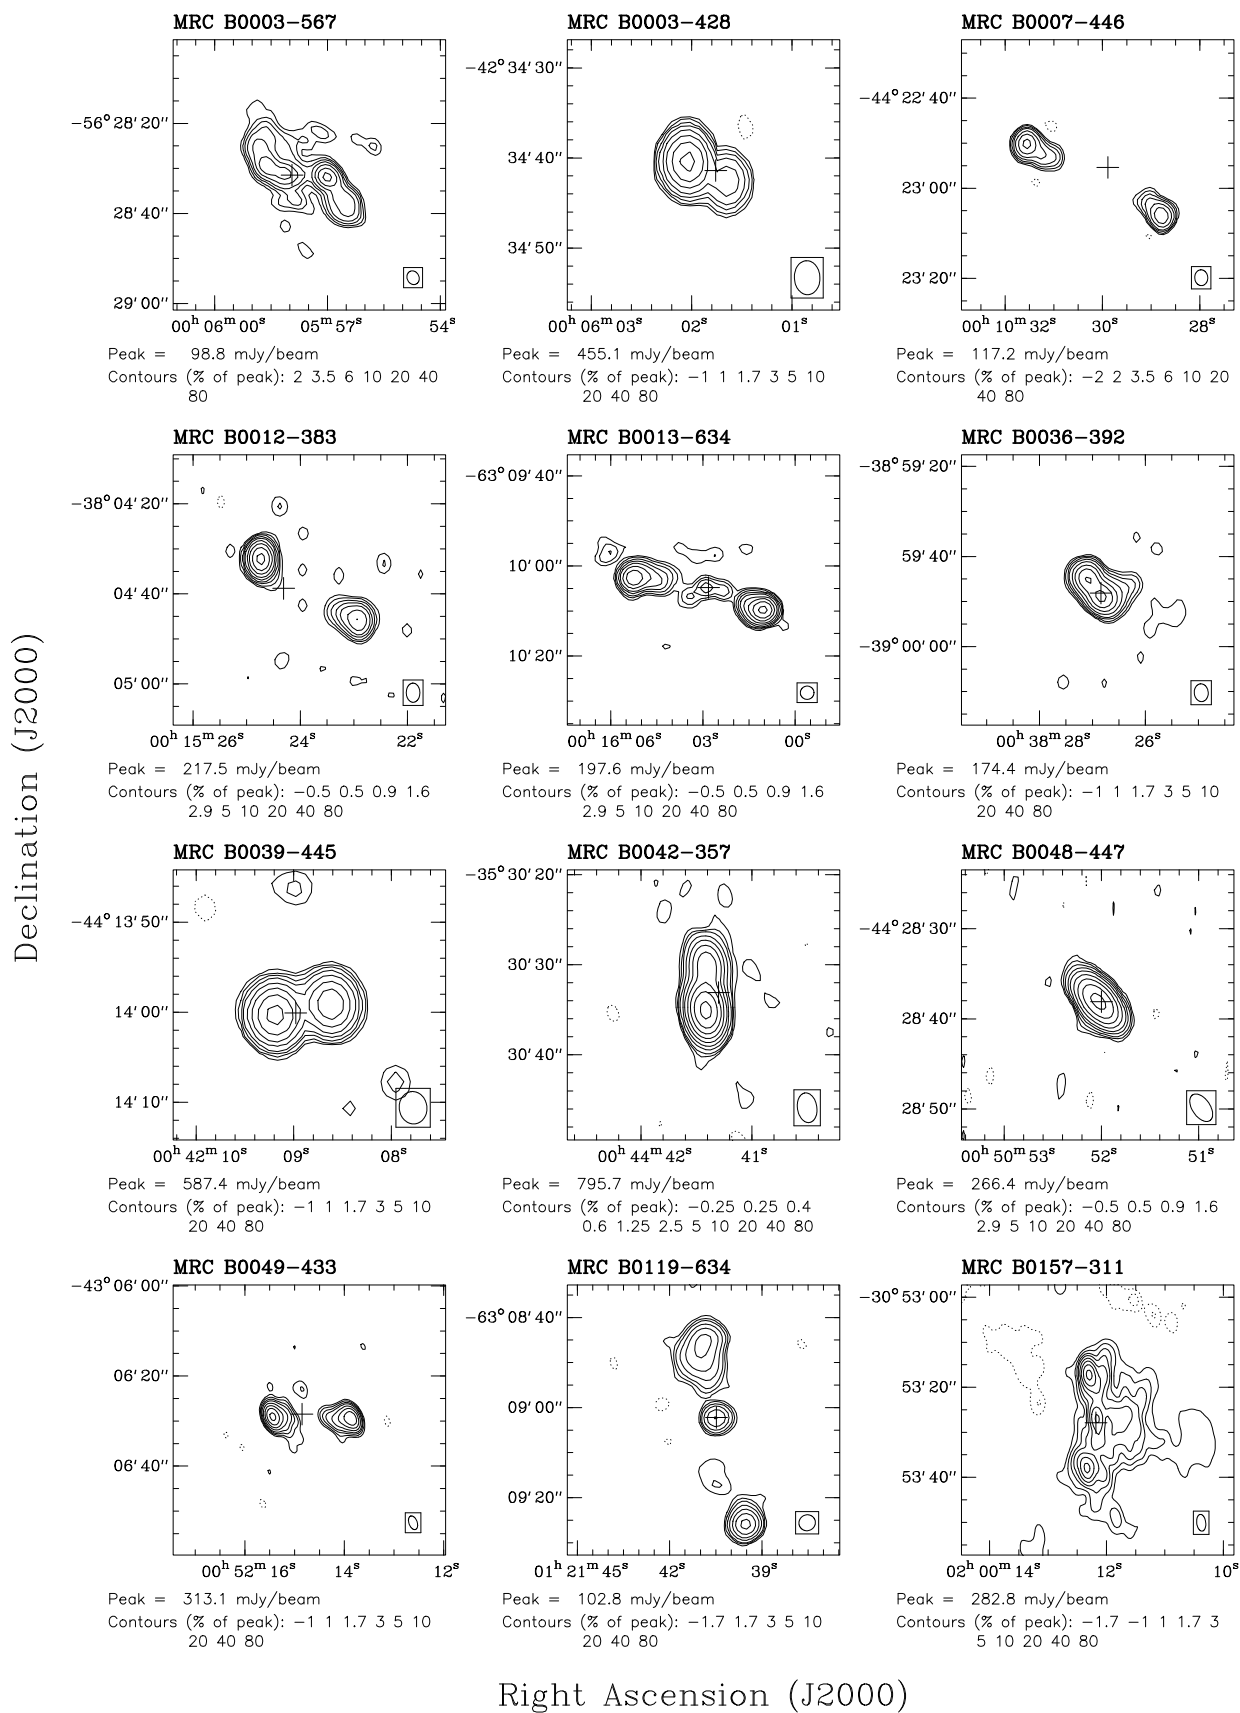 MRC B0003−567
−56° 28′ 20″
28′ 40″
29′ 00″
00ʰ 06ᵐ 00ˢ 05ᵐ 57ˢ 54ˢ
Peak = 98.8 mJy/beam
Contours (% of peak): 2 3.5 6 10 20 40
80
MRC B0003−428
−42° 34′ 30″
34′ 40″
34′ 50″
00ʰ 06ᵐ 03ˢ 02ˢ 01ˢ
Peak = 455.1 mJy/beam
Contours (% of peak): −1 1 1.7 3 5 10
20 40 80
MRC B0007−446
−44° 22′ 40″
23′ 00″
23′ 20″
00ʰ 10ᵐ 32ˢ 30ˢ 28ˢ
Peak = 117.2 mJy/beam
Contours (% of peak): −2 2 3.5 6 10 20
40 80
MRC B0012−383
−38° 04′ 20″
04′ 40″
05′ 00″
00ʰ 15ᵐ 26ˢ 24ˢ 22ˢ
Peak = 217.5 mJy/beam
Contours (% of peak): −0.5 0.5 0.9 1.6
2.9 5 10 20 40 80
MRC B0013−634
−63° 09′ 40″
10′ 00″
10′ 20″
00ʰ 16ᵐ 06ˢ 03ˢ 00ˢ
Peak = 197.6 mJy/beam
Contours (% of peak): −0.5 0.5 0.9 1.6
2.9 5 10 20 40 80
MRC B0036−392
−38° 59′ 20″
59′ 40″
−39° 00′ 00″
00ʰ 38ᵐ 28ˢ 26ˢ
Peak = 174.4 mJy/beam
Contours (% of peak): −1 1 1.7 3 5 10
20 40 80
Declination (J2000)
MRC B0039−445
−44° 13′ 50″
14′ 00″
14′ 10″
00ʰ 42ᵐ 10ˢ 09ˢ 08ˢ
Peak = 587.4 mJy/beam
Contours (% of peak): −1 1 1.7 3 5 10
20 40 80
MRC B0042−357
−35° 30′ 20″
30′ 30″
30′ 40″
00ʰ 44ᵐ 42ˢ 41ˢ
Peak = 795.7 mJy/beam
Contours (% of peak): −0.25 0.25 0.4
0.6 1.25 2.5 5 10 20 40 80
MRC B0048−447
−44° 28′ 30″
28′ 40″
28′ 50″
00ʰ 50ᵐ 53ˢ 52ˢ 51ˢ
Peak = 266.4 mJy/beam
Contours (% of peak): −0.5 0.5 0.9 1.6
2.9 5 10 20 40 80
MRC B0049−433
−43° 06′ 00″
06′ 20″
06′ 40″
00ʰ 52ᵐ 16ˢ 14ˢ 12ˢ
Peak = 313.1 mJy/beam
Contours (% of peak): −1 1 1.7 3 5 10
20 40 80
MRC B0119−634
−63° 08′ 40″
09′ 00″
09′ 20″
01ʰ 21ᵐ 45ˢ 42ˢ 39ˢ
Peak = 102.8 mJy/beam
Contours (% of peak): −1.7 1.7 3 5 10
20 40 80
MRC B0157−311
−30° 53′ 00″
53′ 20″
53′ 40″
02ʰ 00ᵐ 14ˢ 12ˢ 10ˢ
Peak = 282.8 mJy/beam
Contours (% of peak): −1.7 −1 1 1.7 3
5 10 20 40 80
Right Ascension (J2000)